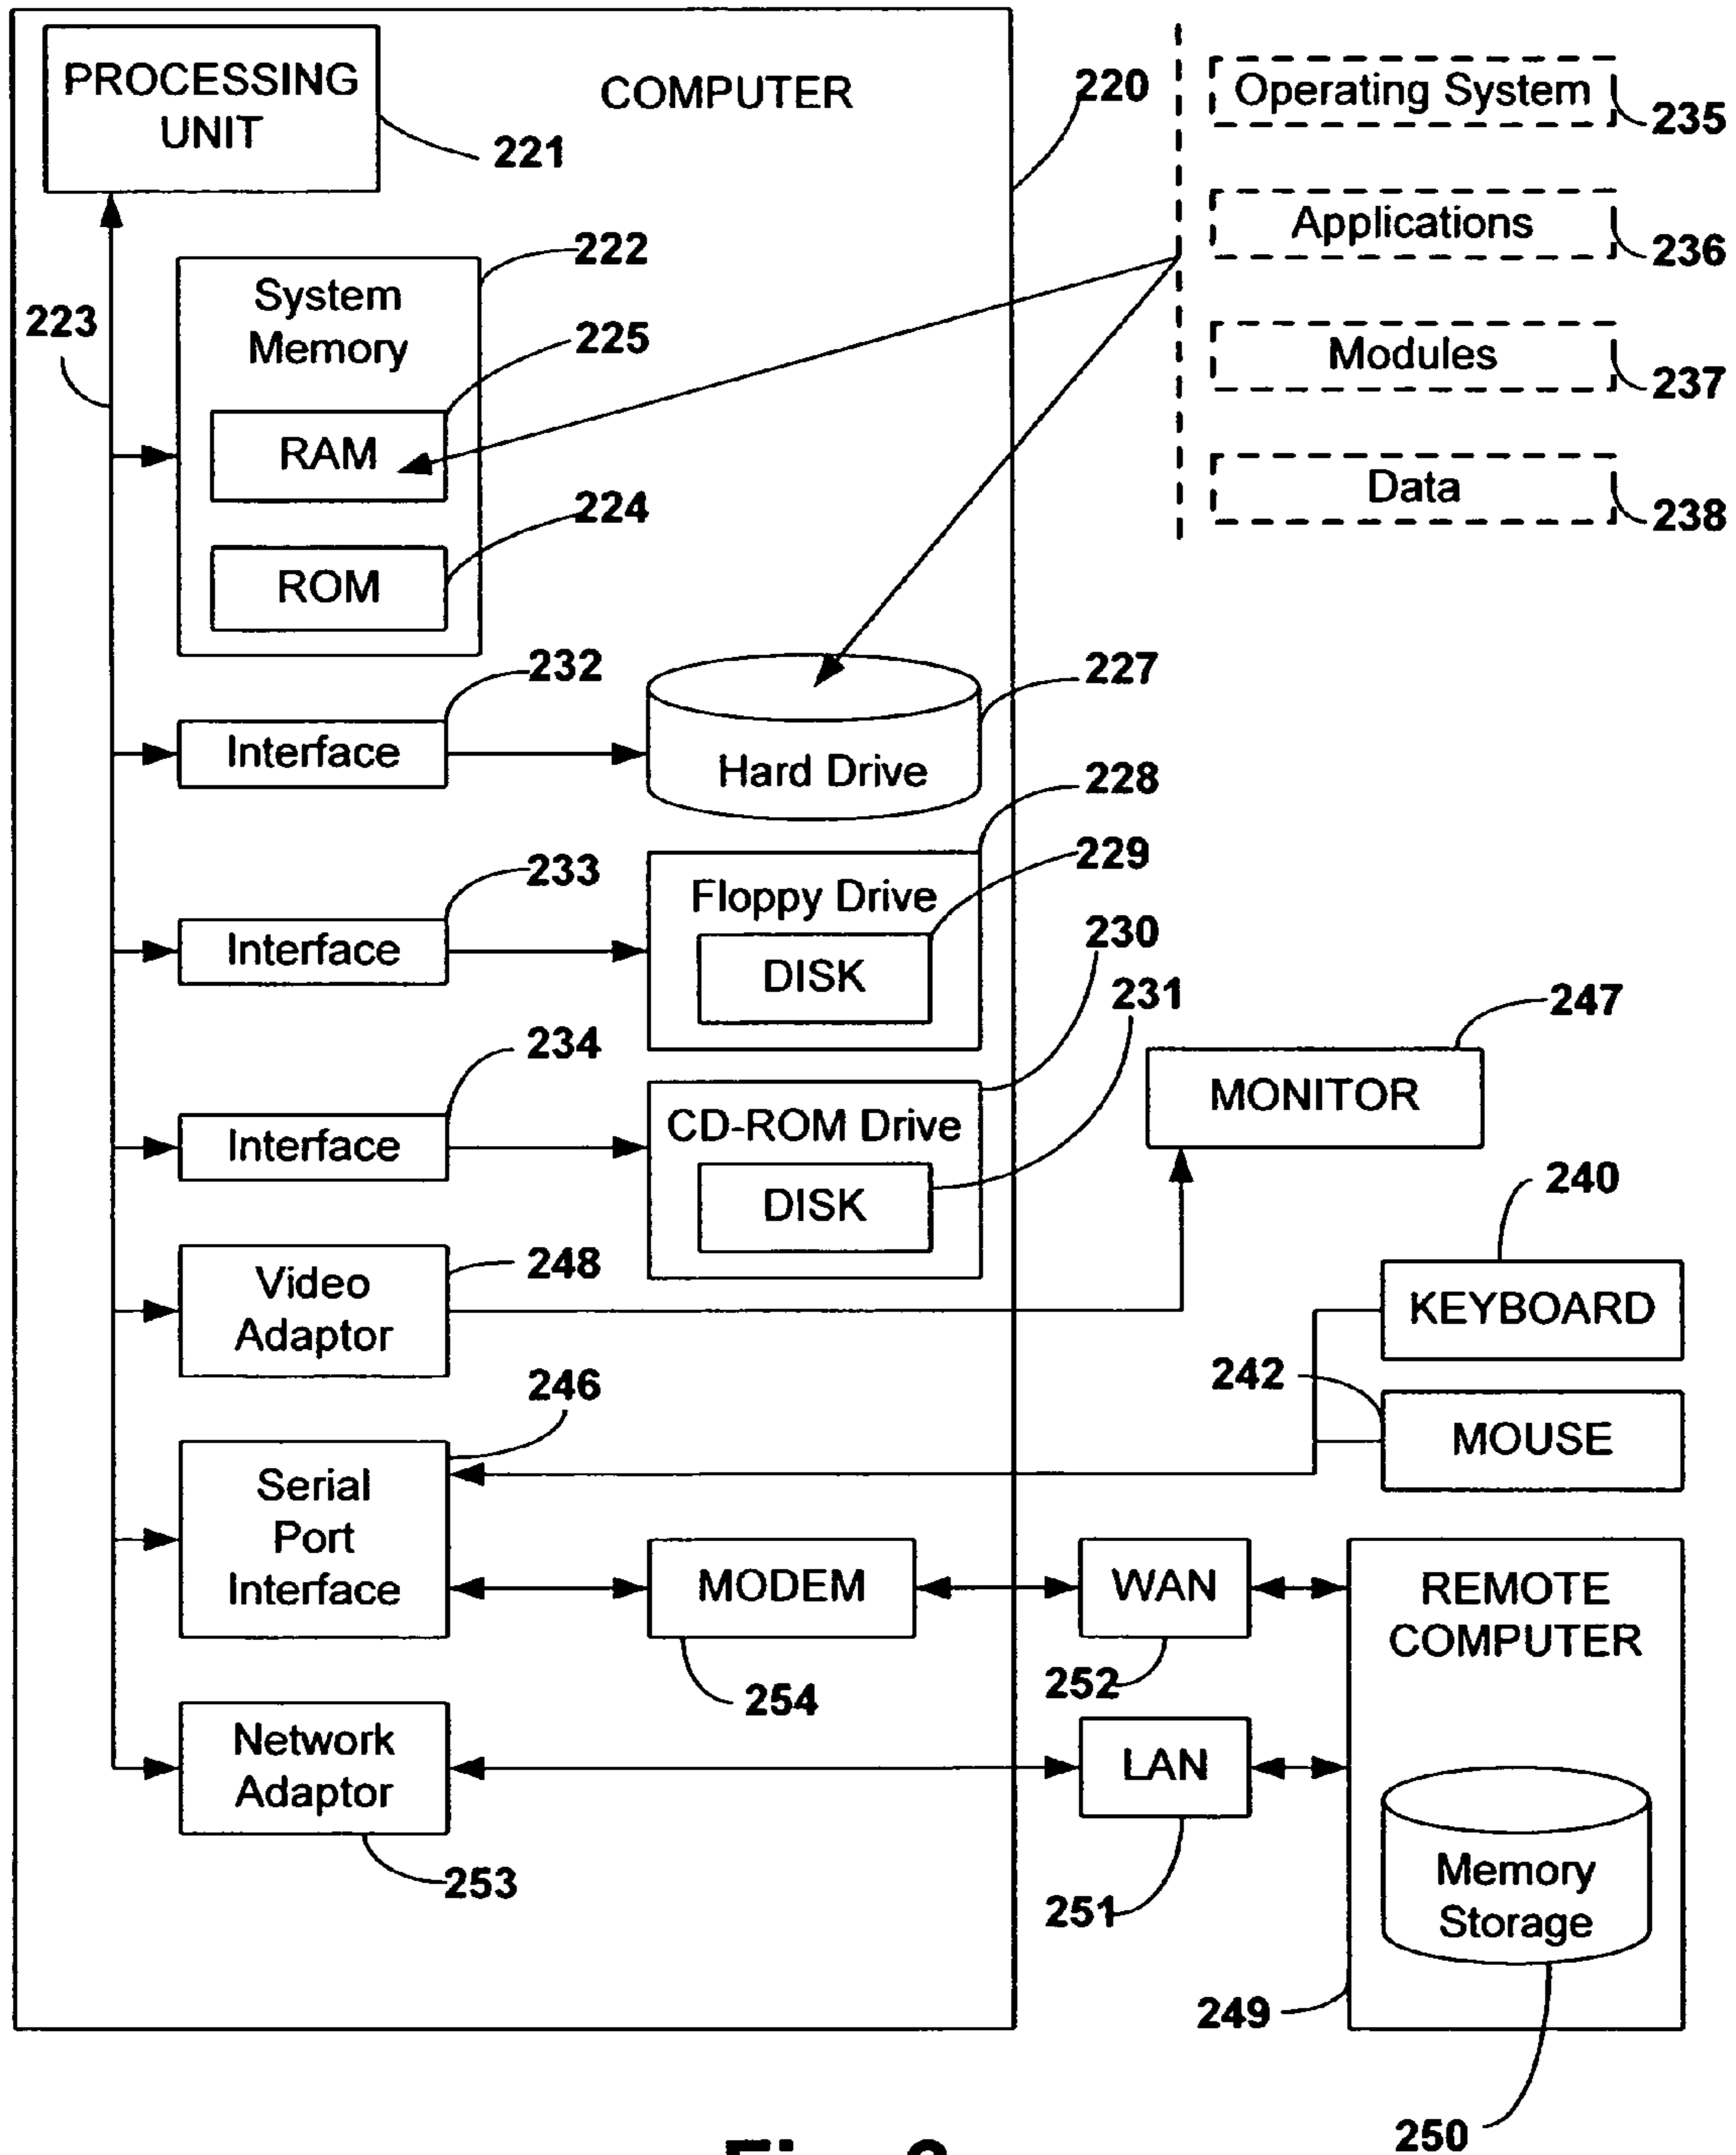 PROCESSING
UNIT
221
COMPUTER
220
Operating System
235
Applications
236
Modules
237
Data
238
222
223
System
Memory
225
RAM
224
ROM
232
Interface
227
Hard Drive
228
233
Interface
Floppy Drive
229
DISK
230
231
234
Interface
CD-ROM Drive
DISK
247
MONITOR
240
KEYBOARD
242
MOUSE
248
Video
Adaptor
246
Serial
Port
Interface
MODEM
254
WAN
252
REMOTE
COMPUTER
Network
Adaptor
253
LAN
251
Memory
Storage
249
250